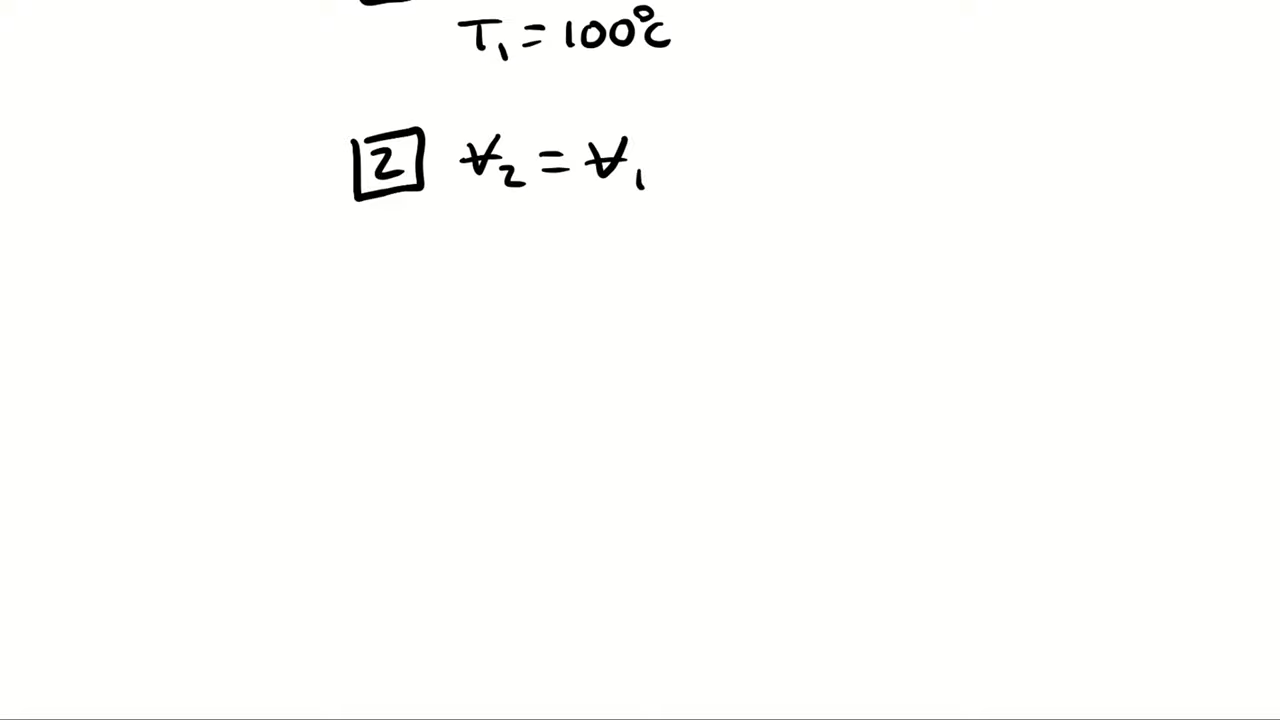 T₁ = 100°C
2 V₂ = V₁